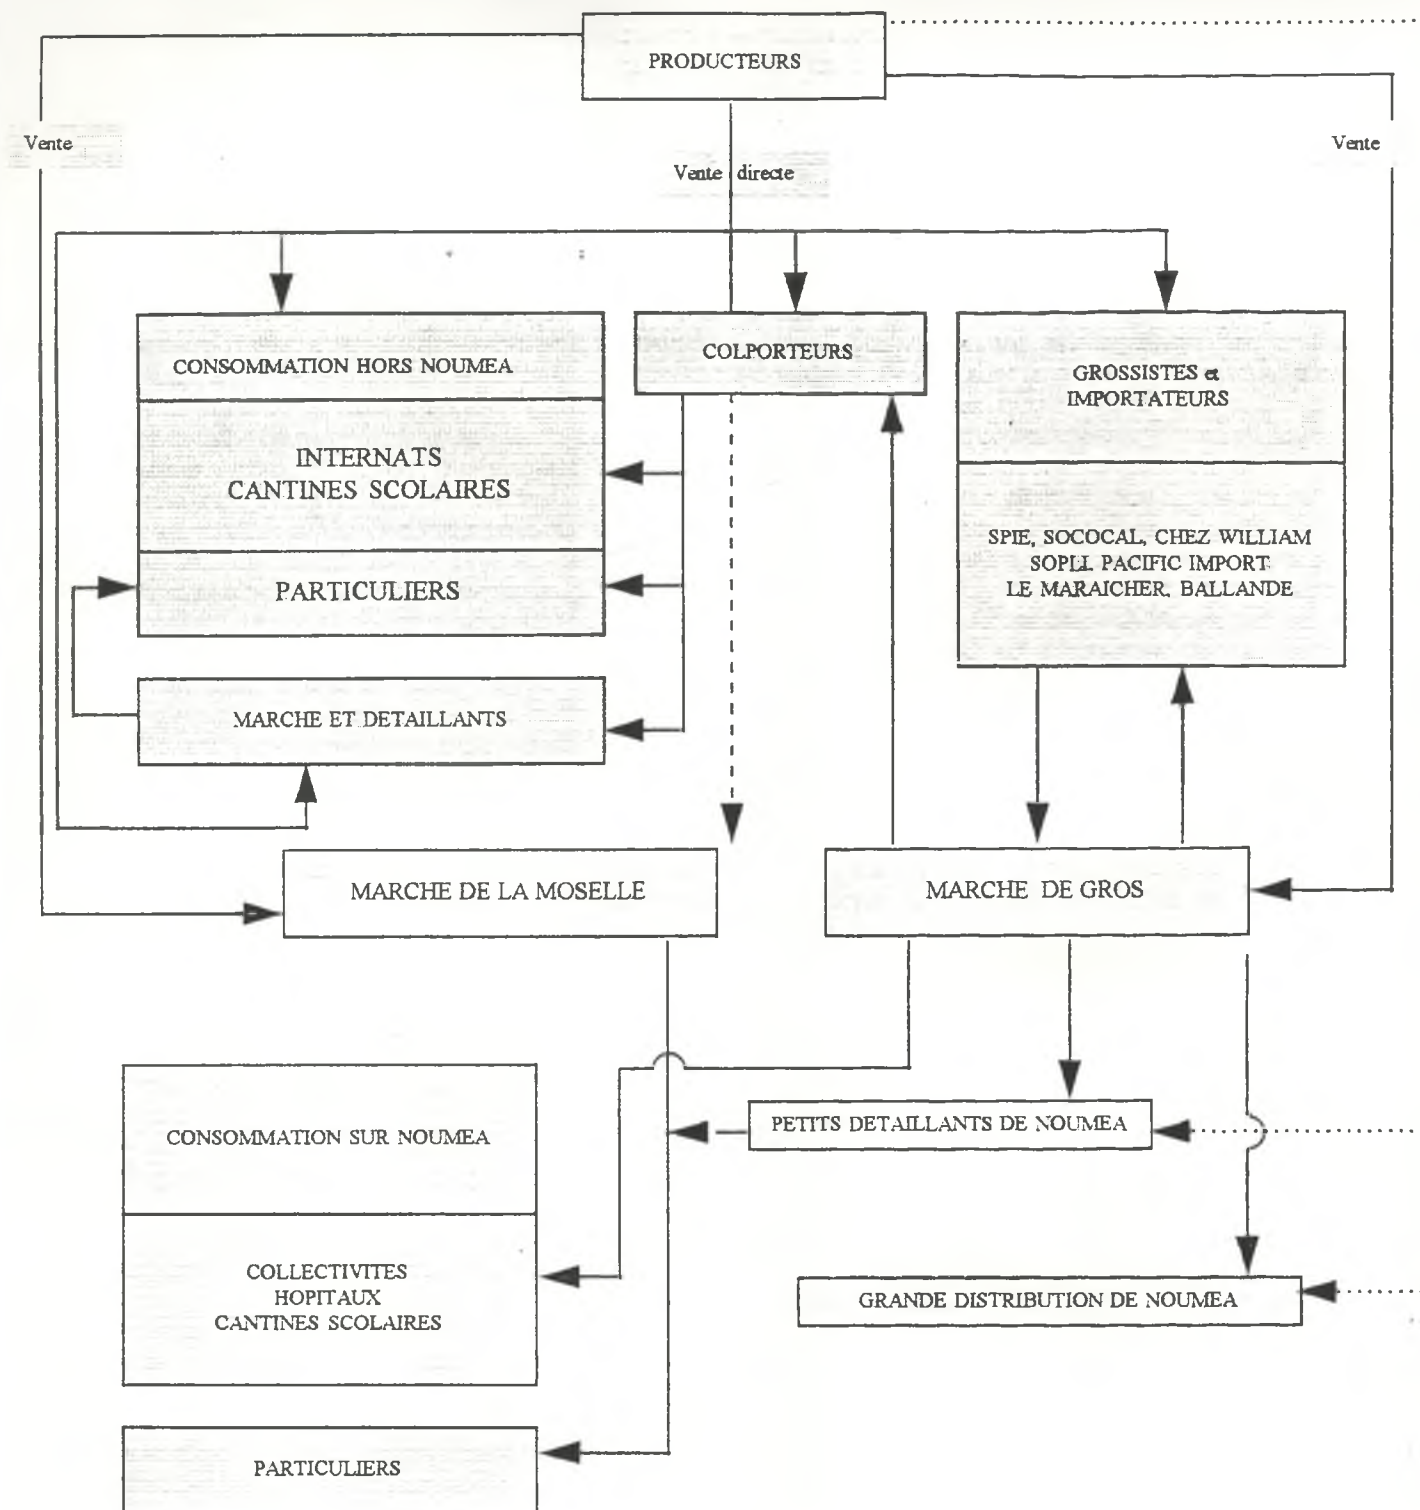 PRODUCTEURS
Vente
Vente
Vente directe
CONSOMMATION HORS NOUMEA
COLPORTEURS
GROSSISTES et
IMPORTATEURS
INTERNATS
CANTINES SCOLAIRES
SPIE, SOCOCAL, CHEZ WILLIAM
SOPLI. PACIFIC IMPORT
LE MARAICHER, BALLANDE
PARTICULIERS
MARCHE ET DETAILLANTS
MARCHE DE LA MOSELLE
MARCHE DE GROS
PETITS DETAILLANTS DE NOUMEA
CONSOMMATION SUR NOUMEA
COLLECTIVITES
HOPITAUX
CANTINES SCOLAIRES
GRANDE DISTRIBUTION DE NOUMEA
PARTICULIERS